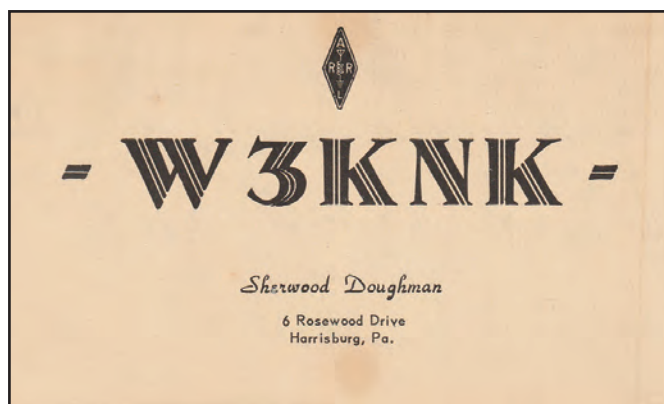 A
R R
L
- W3KNK -
Sherwood Doughman
6 Rosewood Drive
Harrisburg, Pa.